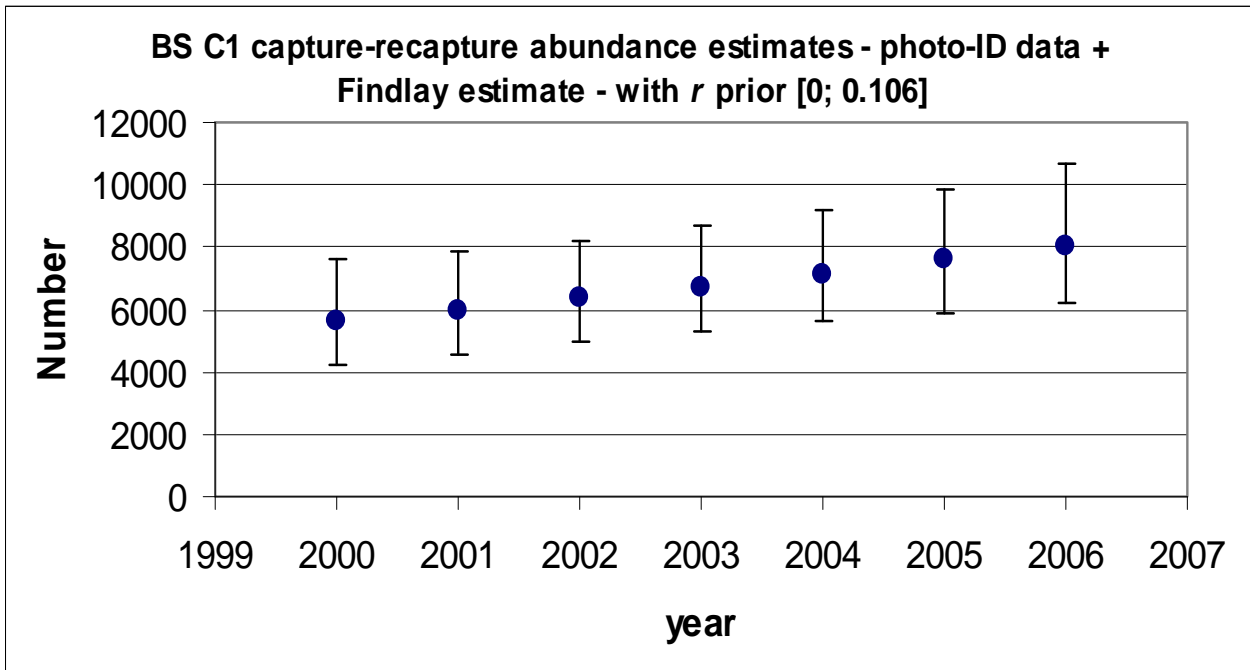 BS C1 capture-recapture abundance estimates - photo-ID data +
Findlay estimate - with r prior [0; 0.106]
12000
10000
8000
6000
4000
2000
0
Number
1999 2000 2001 2002 2003 2004 2005 2006 2007
year